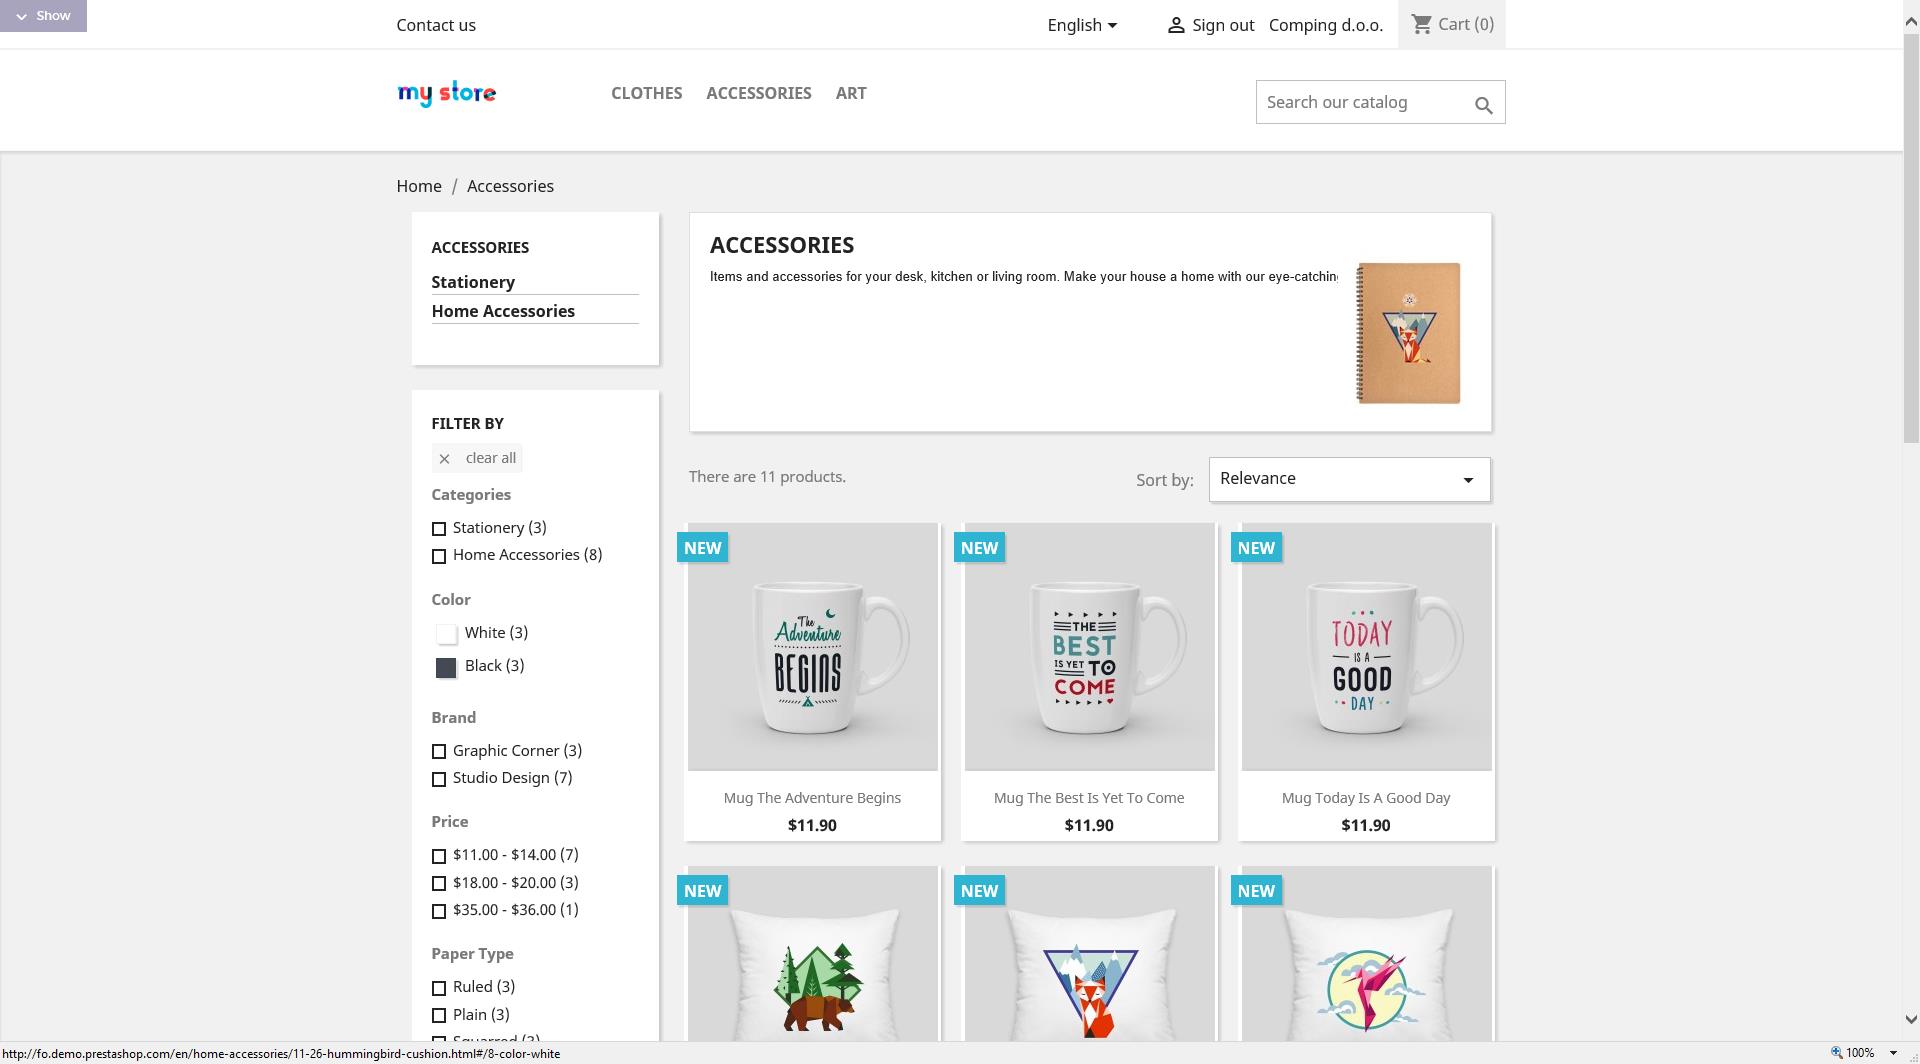 Show
Contact us
English
Sign out
Comping d.o.o.
Cart (0)
my store
CLOTHES
ACCESSORIES
ART
Search our catalog
Home / Accessories
ACCESSORIES
Stationery
Home Accessories
FILTER BY
clear all
Categories
Stationery (3)
Home Accessories (8)
Color
White (3)
Black (3)
Brand
Graphic Corner (3)
Studio Design (7)
Price
$11.00 - $14.00 (7)
$18.00 - $20.00 (3)
$35.00 - $36.00 (1)
Paper Type
Ruled (3)
Plain (3)
Squarred (3)
ACCESSORIES
Items and accessories for your desk, kitchen or living room. Make your house a home with our eye-catching
There are 11 products.
Sort by:
Relevance
NEW
The
Adventure
BEGINS
Mug The Adventure Begins
$11.90
NEW
THE
BEST
IS YET TO
COME
Mug The Best Is Yet To Come
$11.90
NEW
TODAY
IS A
GOOD
DAY
Mug Today Is A Good Day
$11.90
NEW
NEW
NEW
http://fo.demo.prestashop.com/en/home-accessories/11-26-hummingbird-cushion.html#/8-color-white
100%